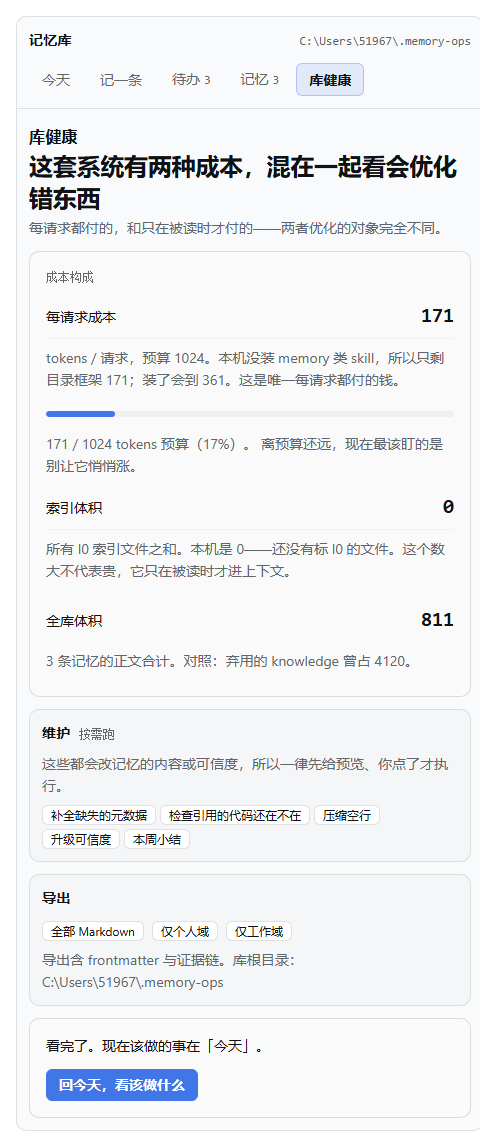 记忆库
C:\Users\51967\.memory-ops
今天 记一条 待办 3 记忆 3 库健康
库健康
这套系统有两种成本，混在一起看会优化
错东西
每请求都付的，和只在被读时才付的——两者优化的对象完全不同。
成本构成
每请求成本 171
tokens / 请求，预算 1024。本机没装 memory 类 skill，所以只剩
目录框架 171；装了会到 361。这是唯一每请求都付的钱。
171 / 1024 tokens 预算（17%）。 离预算还远，现在最该盯的是
别让它悄悄涨。
索引体积 0
所有 l0 索引文件之和。本机是 0——还没有标 l0 的文件。这个数
大不代表贵，它只在被读时才进上下文。
全库体积 811
3 条记忆的正文合计。对照：弃用的 knowledge 曾占 4120。
维护 按需跑
这些都会改记忆的内容或可信度，所以一律先给预览、你点了才执
行。
补全缺失的元数据 检查引用的代码还在不在 压缩空行
升级可信度 本周小结
导出
全部 Markdown 仅个人域 仅工作域
导出含 frontmatter 与证据链。库根目录：
C:\Users\51967\.memory-ops
看完了。现在该做的事在「今天」。
回今天，看该做什么